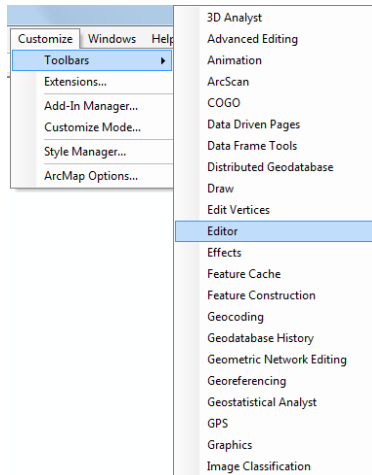 Customize Windows Help
Toolbars
Extensions...
Add-In Manager...
Customize Mode...
Style Manager...
ArcMap Options...
3D Analyst
Advanced Editing
Animation
ArcScan
COGO
Data Driven Pages
Data Frame Tools
Distributed Geodatabase
Draw
Edit Vertices
Editor
Effects
Feature Cache
Feature Construction
Geocoding
Geodatabase History
Geometric Network Editing
Georeferencing
Geostatistical Analyst
GPS
Graphics
Image Classification